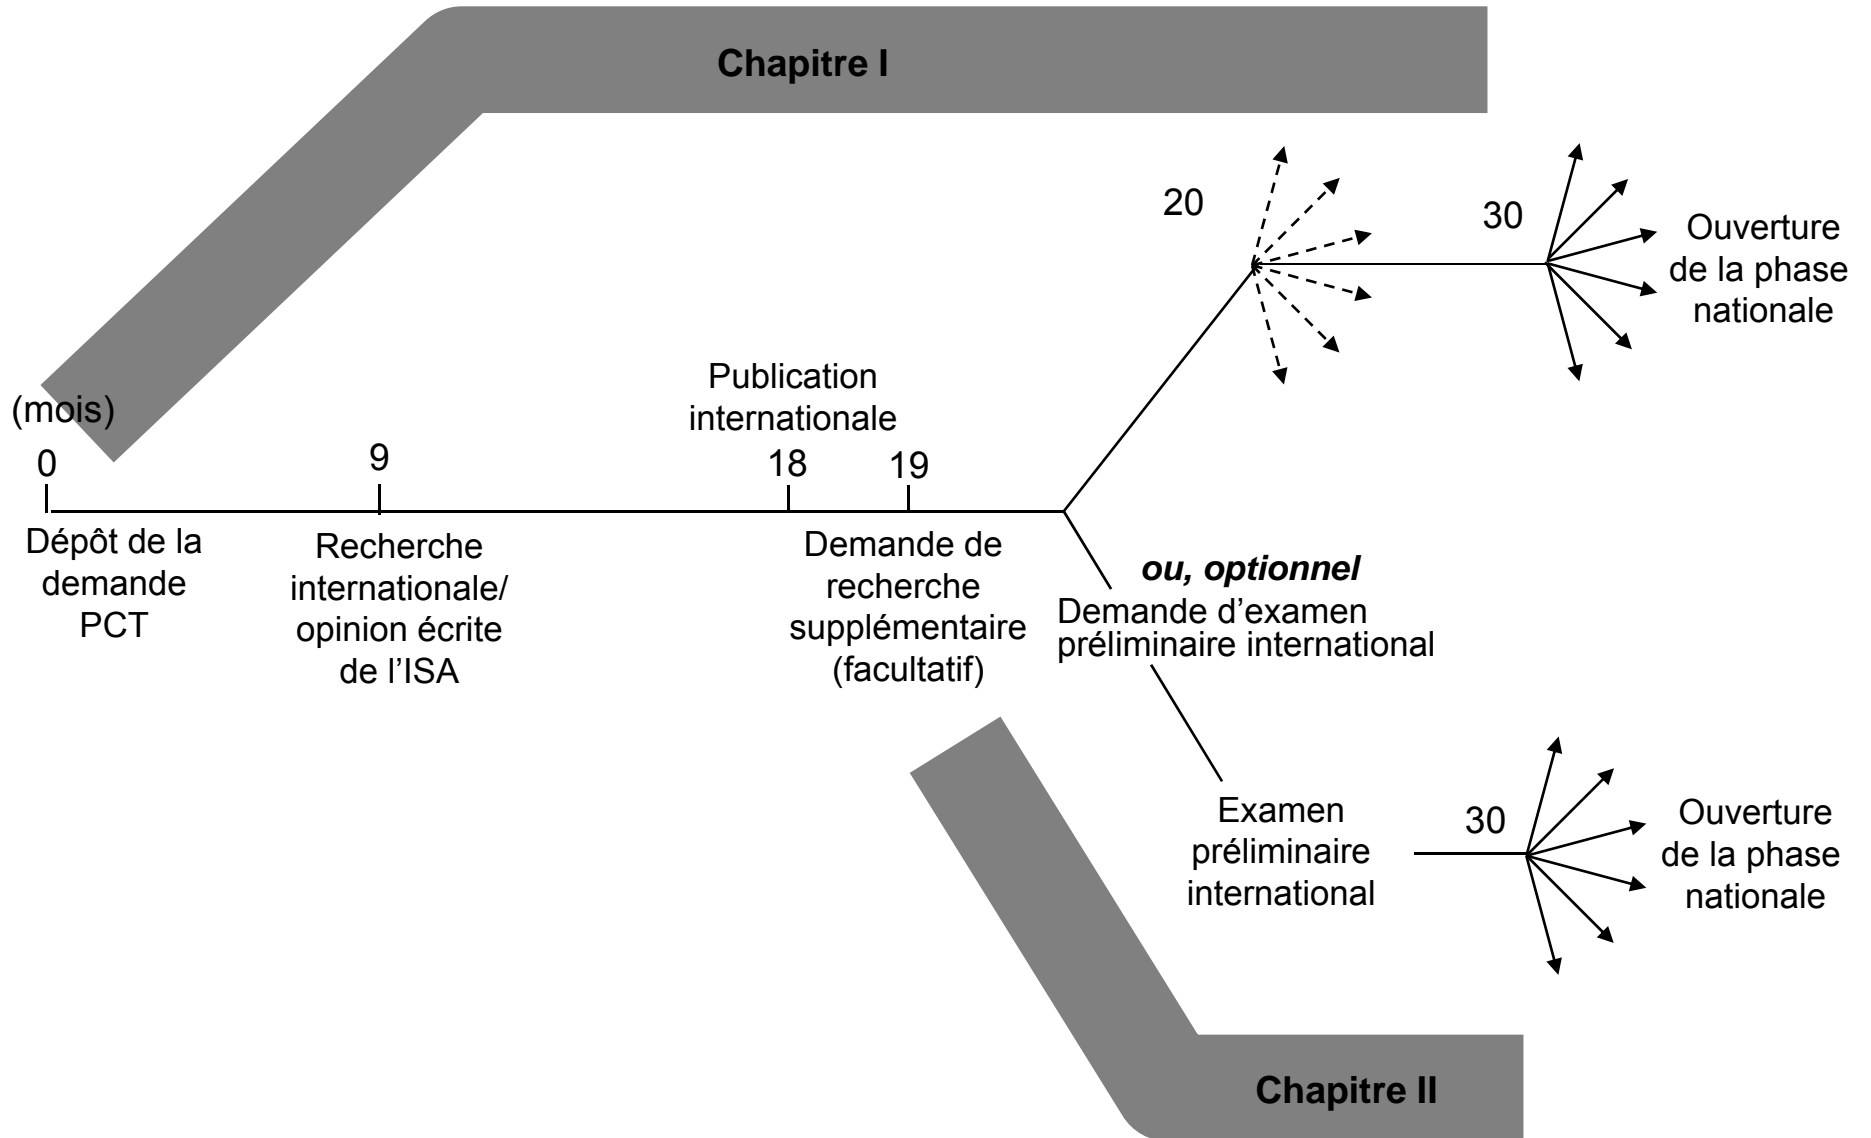 Chapitre I
20
30
Ouverture
de la phase
nationale
(mois)
0
9
Publication
internationale
18
19
Dépôt de la
demande
PCT
Recherche
internationale/
opinion écrite
de l’ISA
Demande de
recherche
supplémentaire
(facultatif)
ou, optionnel
Demande d’examen
préliminaire international
Examen
préliminaire
international
30
Ouverture
de la phase
nationale
Chapitre II